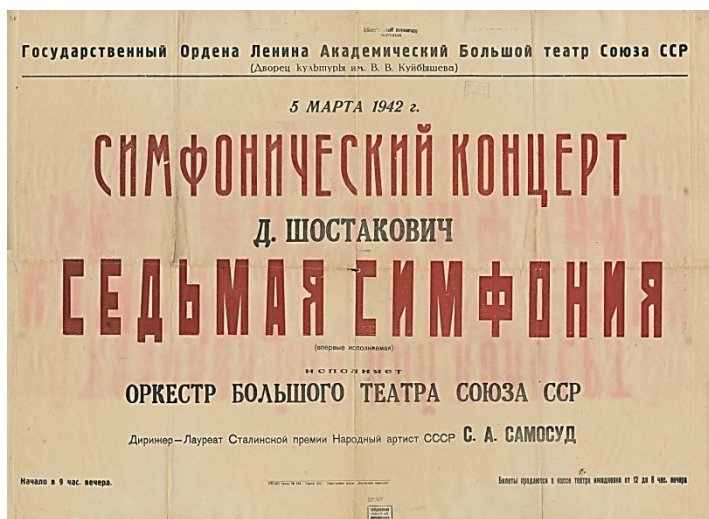 Государственный Ордена Ленина Академический Большой театр Союза ССР
(Дворец культуры им. В. В. Куйбышева)
5 МАРТА 1942 г.
СИМФОНИЧЕСКИЙ КОНЦЕРТ
Д. ШОСТАКОВИЧ
СЕДЬМАЯ СИМФОНИЯ
(впервые исполняемая)
исполняет
ОРКЕСТР БОЛЬШОГО ТЕАТРА СОЮЗА ССР
Дирижер—Лауреат Сталинской премии Народный артист СССР С. А. САМОСУД
Начало в 9 час. вечера.
Билеты продаются в кассе театра ежедневно от 12 до 8 час. вечера